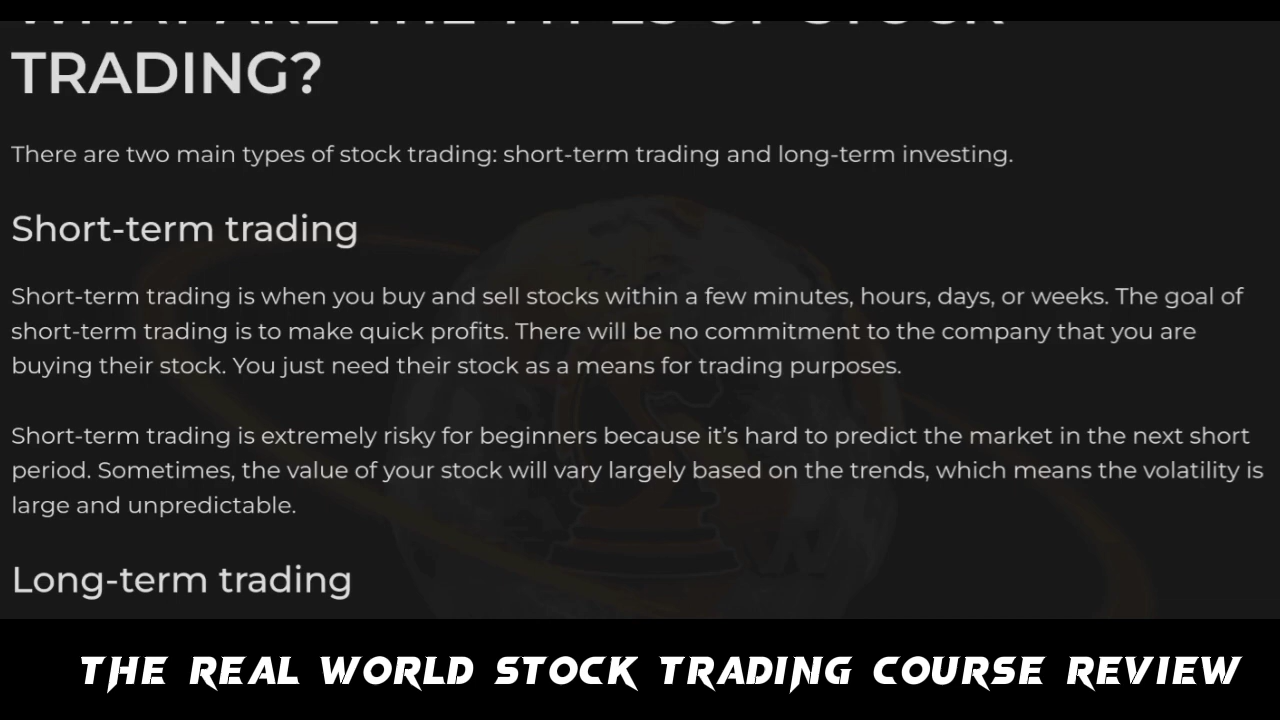 WHAT ARE THE TYPES OF STOCK
TRADING?
There are two main types of stock trading: short-term trading and long-term investing.
Short-term trading
Short-term trading is when you buy and sell stocks within a few minutes, hours, days, or weeks. The goal of
short-term trading is to make quick profits. There will be no commitment to the company that you are
buying their stock. You just need their stock as a means for trading purposes.
Short-term trading is extremely risky for beginners because it’s hard to predict the market in the next short
period. Sometimes, the value of your stock will vary largely based on the trends, which means the volatility is
large and unpredictable.
Long-term trading
THE REAL WORLD STOCK TRADING COURSE REVIEW